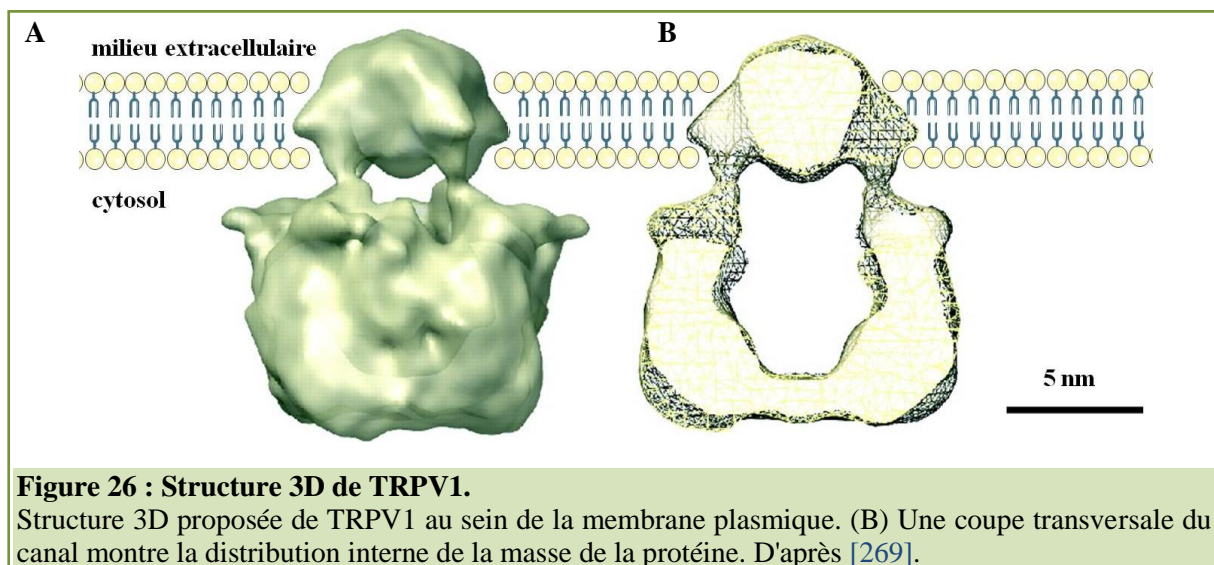 A
B
milieu extracellulaire
cytosol
5 nm
Figure 26 : Structure 3D de TRPV1.
Structure 3D proposée de TRPV1 au sein de la membrane plasmique. (B) Une coupe transversale du
canal montre la distribution interne de la masse de la protéine. D'après [269].